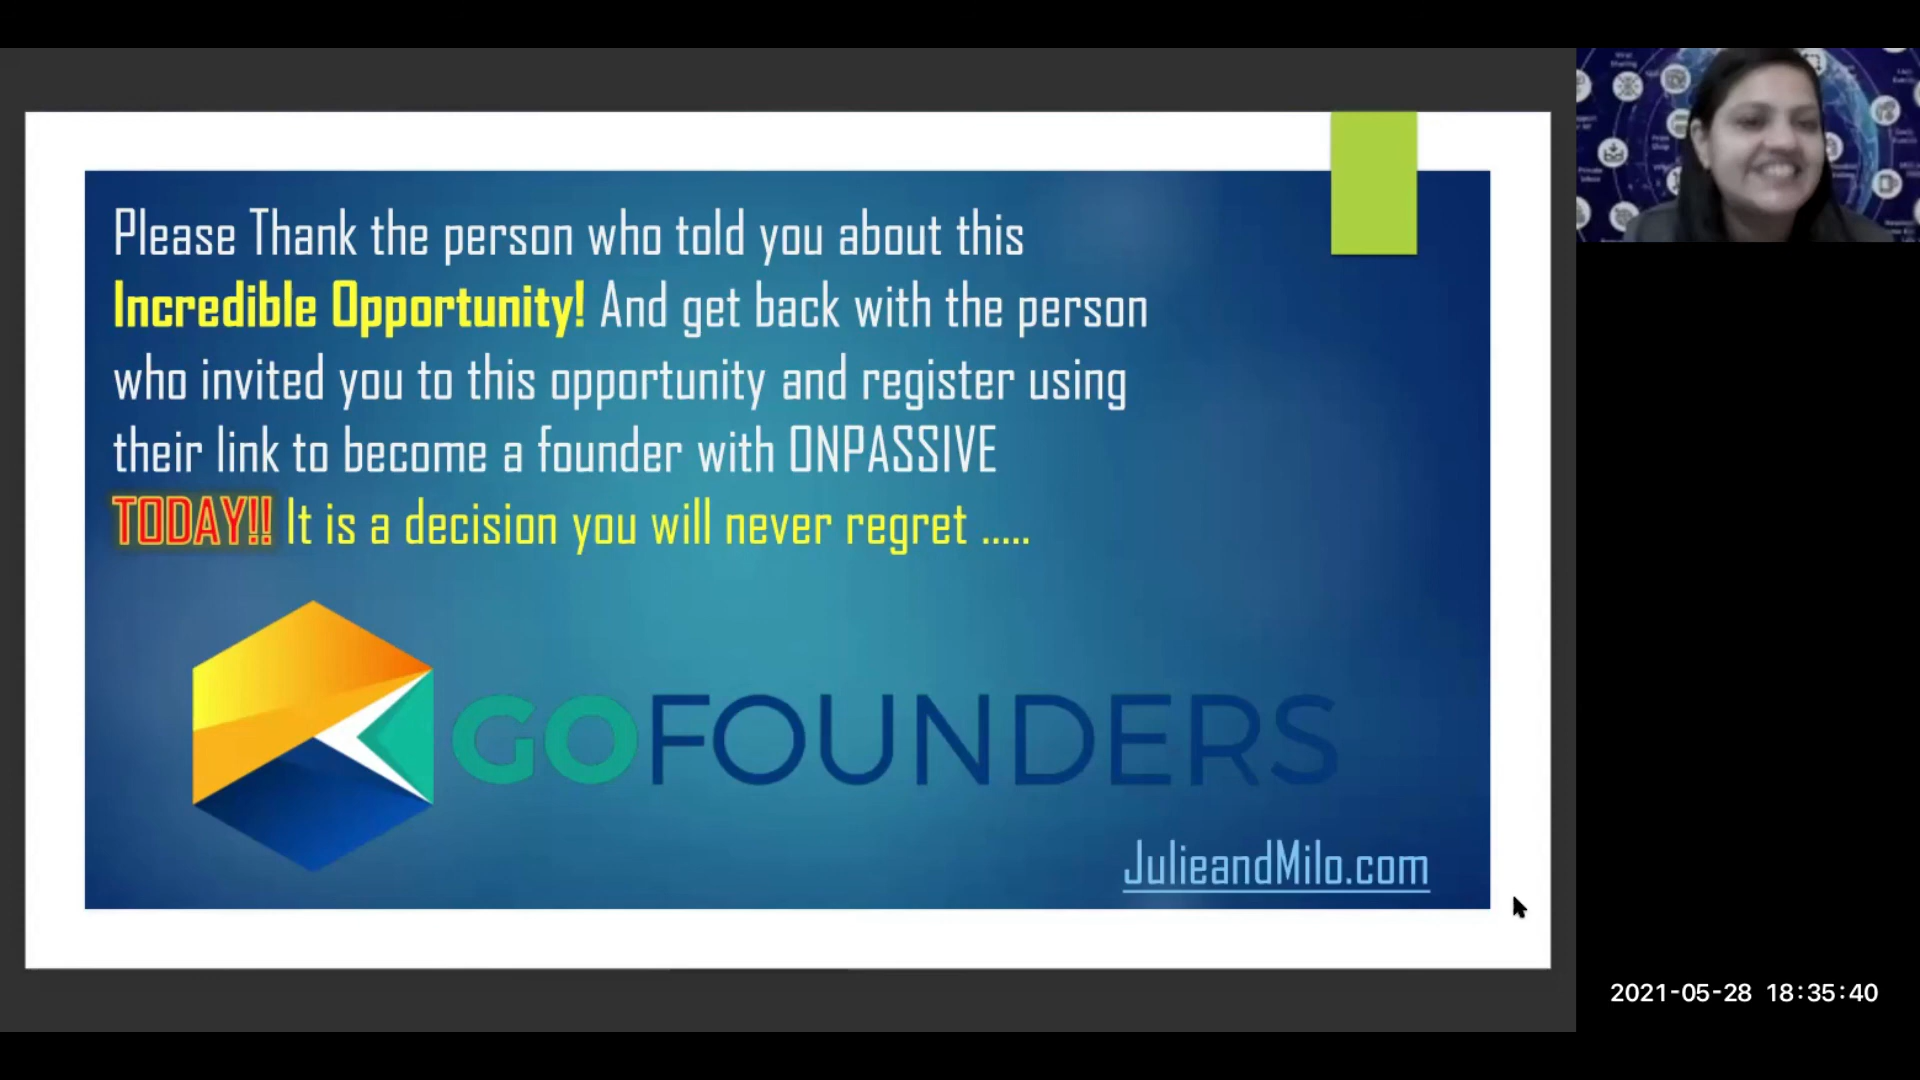 Please Thank the person who told you about this
Incredible Opportunity! And get back with the person
who invited you to this opportunity and register using
their link to become a founder with ONPASSIVE
TODAY!! It is a decision you will never regret .....
GOFOUNDERS
JulieandMilo.com
2021-05-28 18:35:40